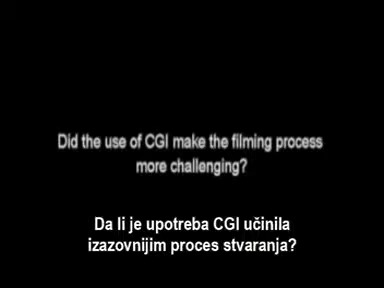 Did the use of CGI make the filming process
more challenging?
Da li je upotreba CGI učinila
izazovnijim proces stvaranja?